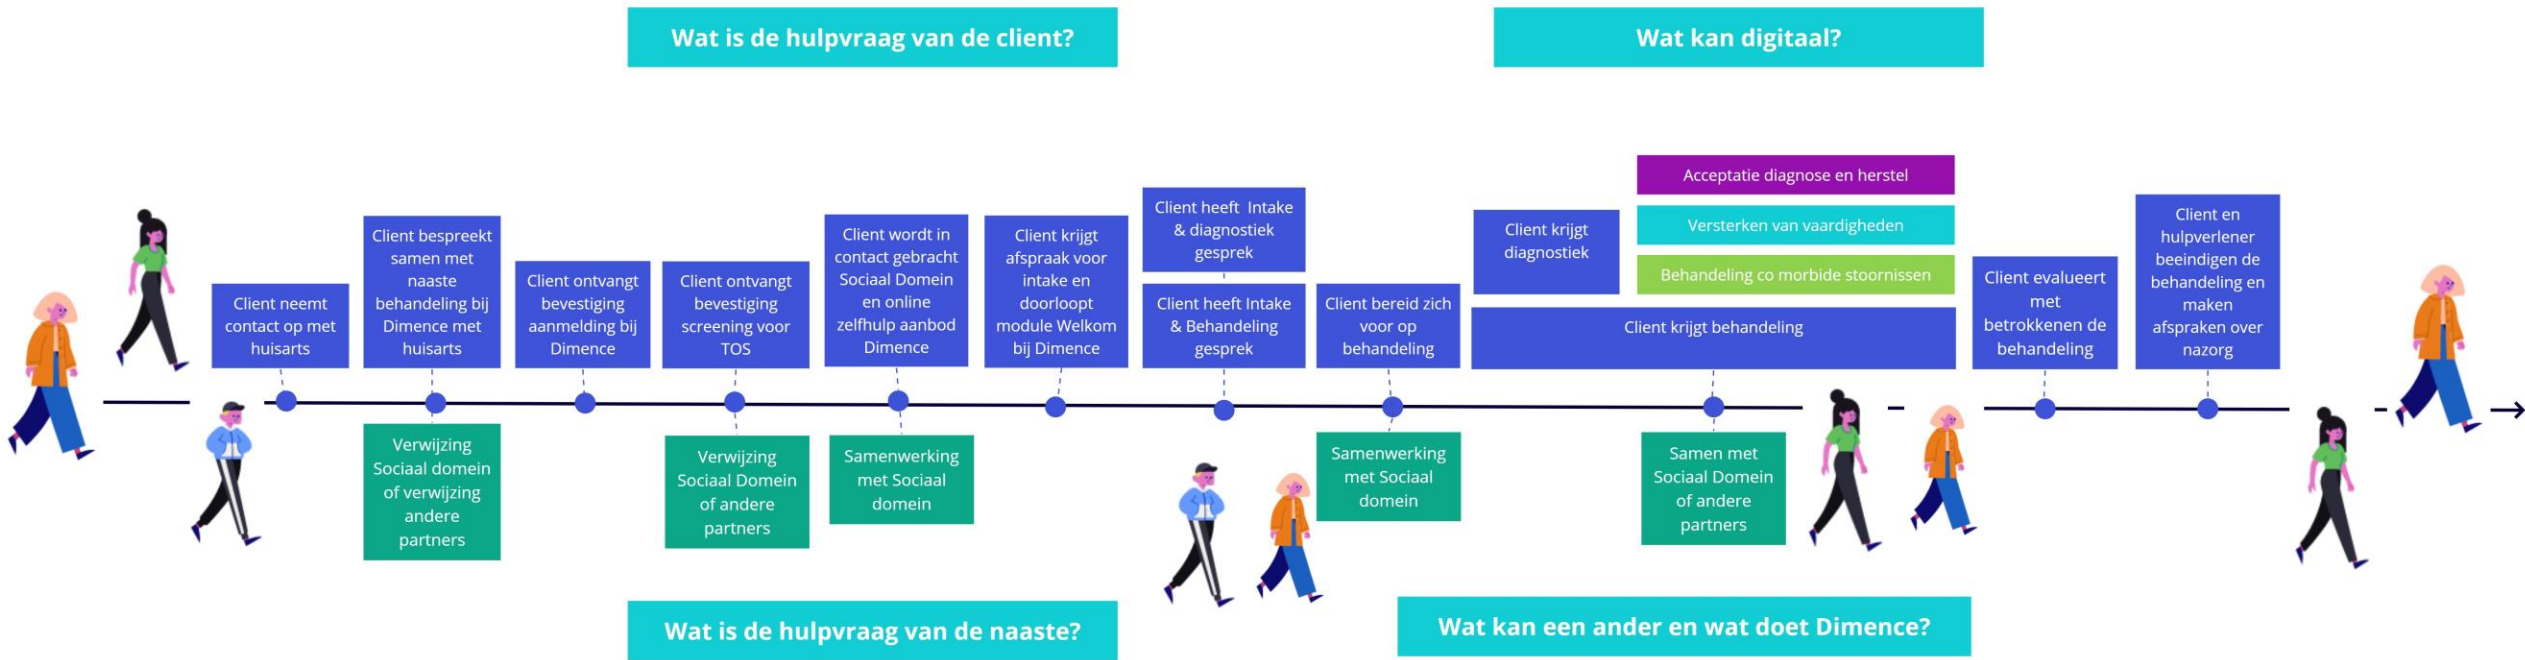 Wat is de hulpvraag van de client?
Wat kan digitaal?
Client neemt
contact op met
huisarts
Client bespreekt
samen met
naaste
behandeling bij
Dimence met
huisarts
Client ontvangt
bevestiging
aanmelding bij
Dimence
Client ontvangt
bevestiging
screening voor
TOS
Client wordt in
contact gebracht
Sociaal Domein
en online
zelfhulp aanbod
Dimence
Client krijgt
afspraak voor
intake en
doorloopt
module Welkom
bij Dimence
Client heeft Intake
& diagnostiek
gesprek
Client heeft Intake
& Behandeling
gesprek
Client bereid zich
voor op
behandeling
Client krijgt
diagnostiek
Acceptatie diagnose en herstel
Versterken van vaardigheden
Behandeling co morbide stoornissen
Client krijgt behandeling
Client evalueert
met
betrokkenen de
behandeling
Client en
hulpverlener
beeindigen de
behandeling en
maken
afspraken over
nazorg
Verwijzing
Sociaal domein
of verwijzing
andere
partners
Verwijzing
Sociaal Domein
of andere
partners
Samenwerking
met Sociaal
domein
Samenwerking
met Sociaal
domein
Samen met
Sociaal Domein
of andere
partners
Wat is de hulpvraag van de naaste?
Wat kan een ander en wat doet Dimence?